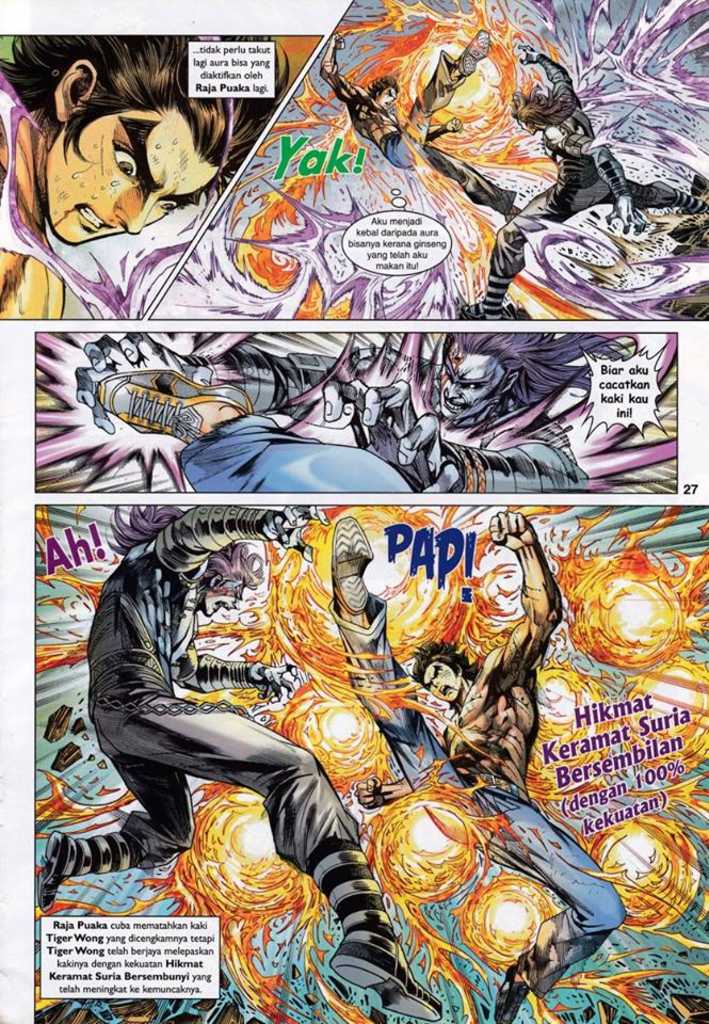 ...tidak perlu takut
lagi aura bisa yang
diaktifkan oleh
Raja Puaka lagi.
Yak!
Aku menjadi
kebal daripada aura
bisanya kerana ginseng
yang telah aku
makan itu!
Biar aku
cacatkan
kaki kau
ini!
27
Ah!
PAPI!
Hikmat
Keramat Suria
Bersembilan
(dengan 100%
kekuatan)
Raja Puaka cuba mematahkan kaki
Tiger Wong yang dicengkamnya tetapi
Tiger Wong telah berjaya melepaskan
kakinya dengan kekuatan Hikmat
Keramat Suria Bersembunyi yang
telah meningkat ke kemuncaknya.